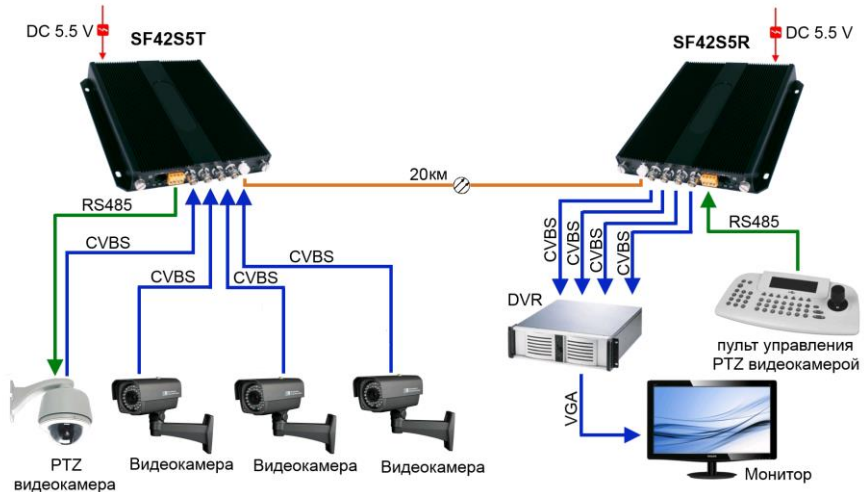 DC 5.5 V
SF42S5T
SF42S5R
DC 5.5 V
20км
RS485
CVBS
CVBS
CVBS
CVBS
CVBS
CVBS
CVBS
CVBS
RS485
DVR
пульт управления
PTZ видеокамерой
VGA
PTZ
видеокамера
Видеокамера
Видеокамера
Видеокамера
Монитор